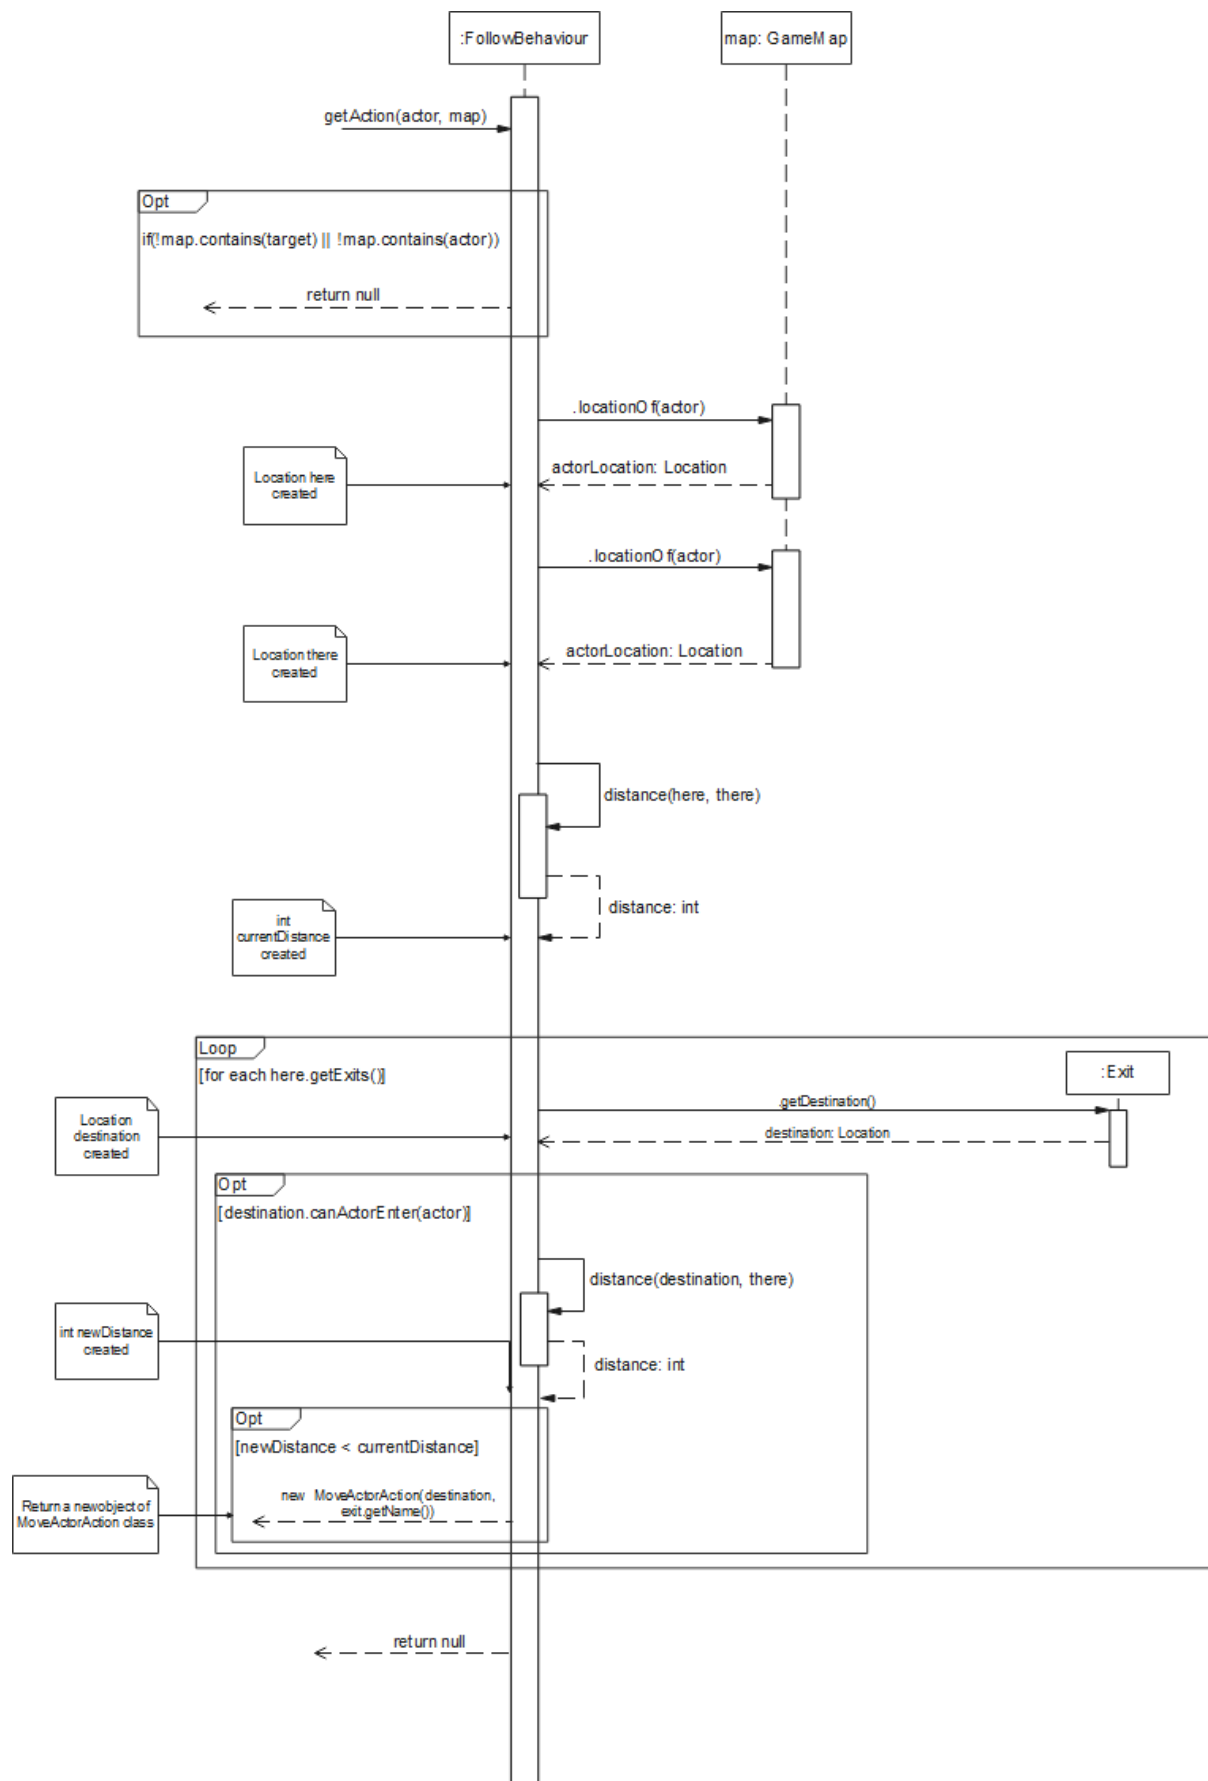 :FollowBehaviour
map: GameMap
getAction(actor, map)
Opt
if(!map.contains(target) || !map.contains(actor))
return null
.locationOf(actor)
actorLocation: Location
Location here
created
.locationOf(actor)
actorLocation: Location
Location there
created
distance(here, there)
distance: int
int
currentDistance
created
Loop
[for each here.getExits()]
:Exit
.getDestination()
destination: Location
Location
destination
created
Opt
[destination.canActorEnter(actor)]
distance(destination, there)
int newDistance
created
distance: int
Opt
[newDistance < currentDistance]
new MoveActorAction(destination,
exit.getName())
Return a new object of
MoveActorAction class
return null